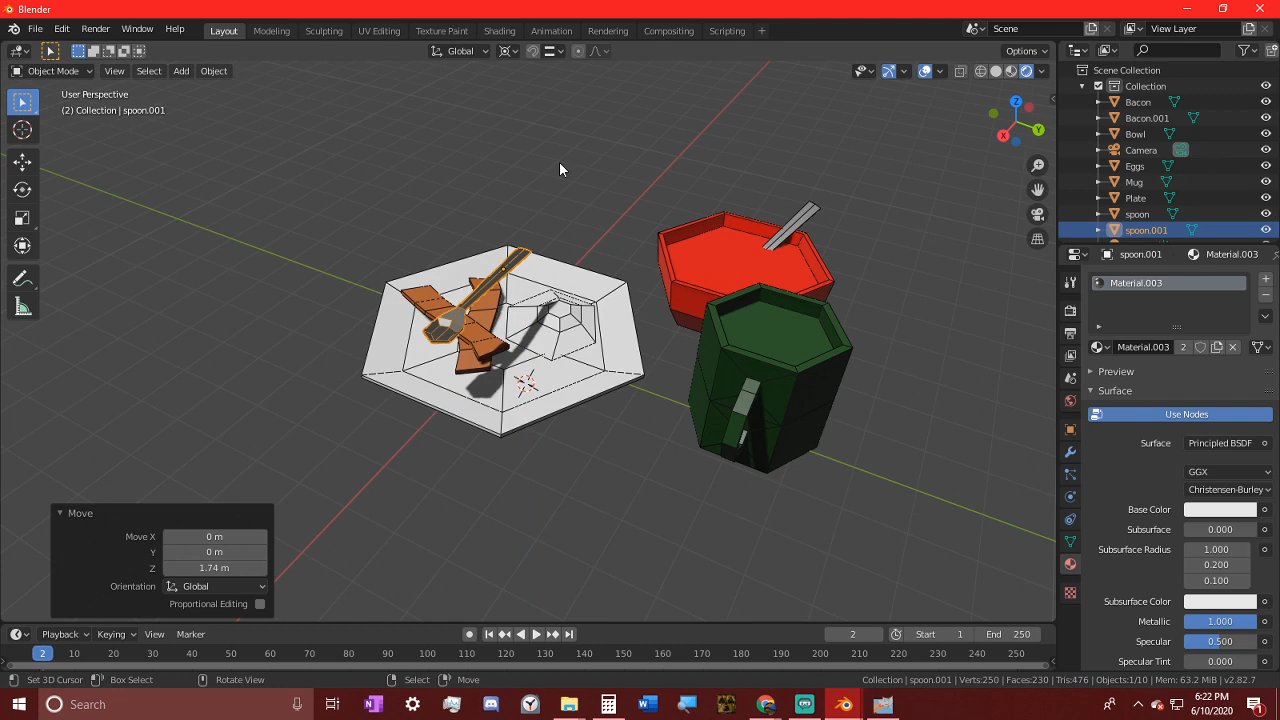 Blender
File Edit Render Window Help
Layout Modeling Sculpting UV Editing Texture Paint Shading Animation Rendering Compositing Scripting +
Scene
View Layer
Global
Options
Object Mode View Select Add Object
User Perspective
(2) Collection | spoon.001
Z
Y
X
Scene Collection
Collection
Bacon
Bacon.001
Bowl
Camera
Eggs
Mug
Plate
spoon
spoon.001
spoon.001 Material.003
Material.003
Material.003 2
Preview
Surface
Use Nodes
Surface Principled BSDF
GGX
Christensen-Burley
Base Color
Subsurface 0.000
Subsurface Radius 1.000
0.200
0.100
Subsurface Color
Metallic 1.000
Specular 0.500
Specular Tint 0.000
Move
Move X 0 m
Y 0 m
Z 1.74 m
Orientation Global
Proportional Editing
Playback Keying View Marker
2 Start 1 End 250
2 10 20 30 40 50 60 70 80 90 100 110 120 130 140 150 160 170 180 190 200 210 220 230 240 250
Set 3D Cursor Box Select Rotate View Select Move
Collection | spoon.001 | Verts:250 | Faces:230 | Tris:476 | Objects:1/10 | Mem: 63.2 MiB | v2.82.7
Search
6:22 PM
6/10/2020